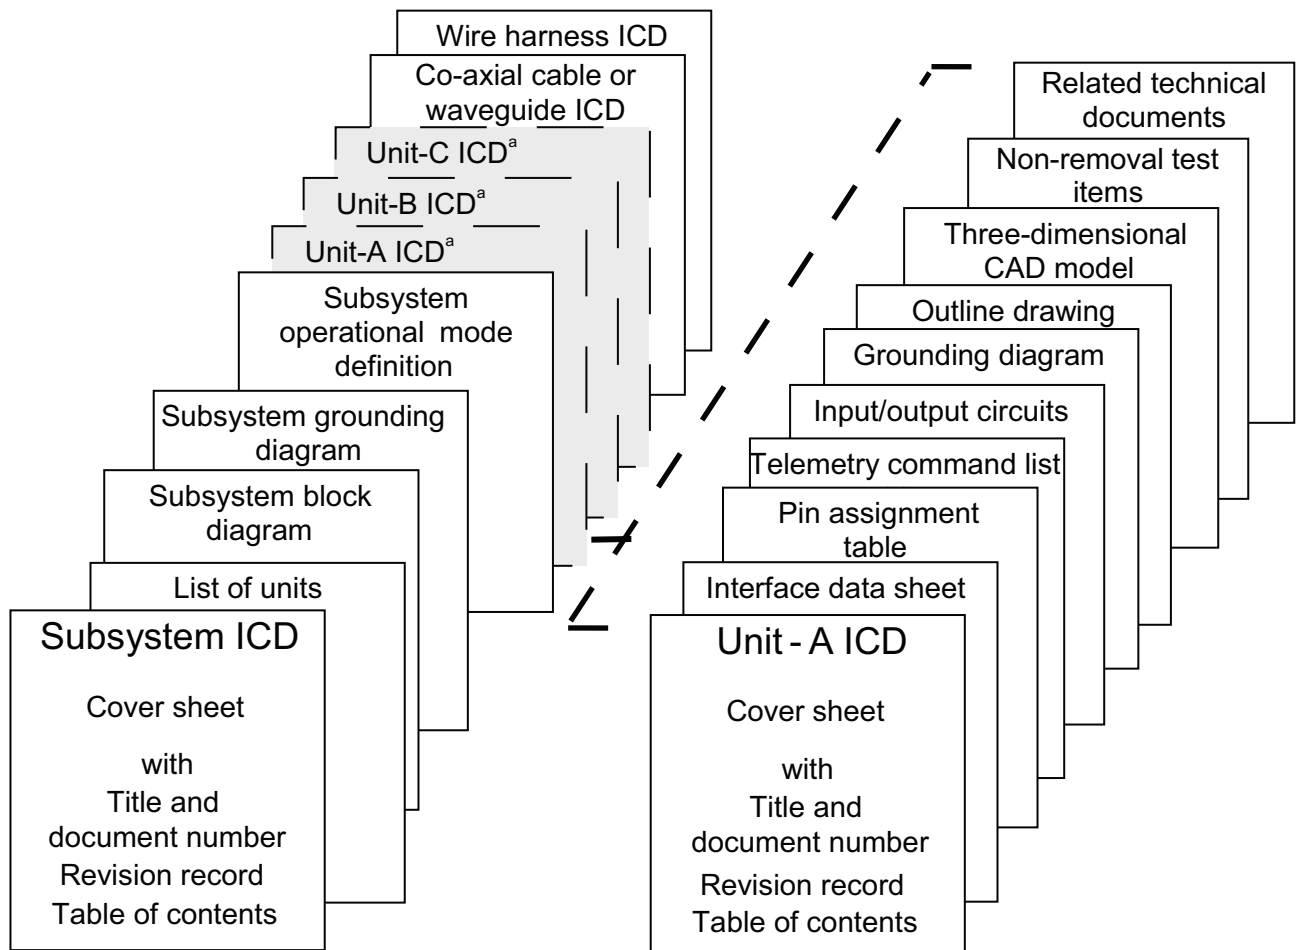 Wire harness ICD
Co-axial cable or
waveguide ICD
Unit-C ICDᵃ
Unit-B ICDᵃ
Unit-A ICDᵃ
Subsystem
operational mode
definition
Subsystem grounding
diagram
Subsystem block
diagram
List of units
Subsystem ICD
Cover sheet
with
Title and
document number
Revision record
Table of contents
Related technical
documents
Non-removal test
items
Three-dimensional
CAD model
Outline drawing
Grounding diagram
Input/output circuits
Telemetry command list
Pin assignment
table
Interface data sheet
Unit - A ICD
Cover sheet
with
Title and
document number
Revision record
Table of contents